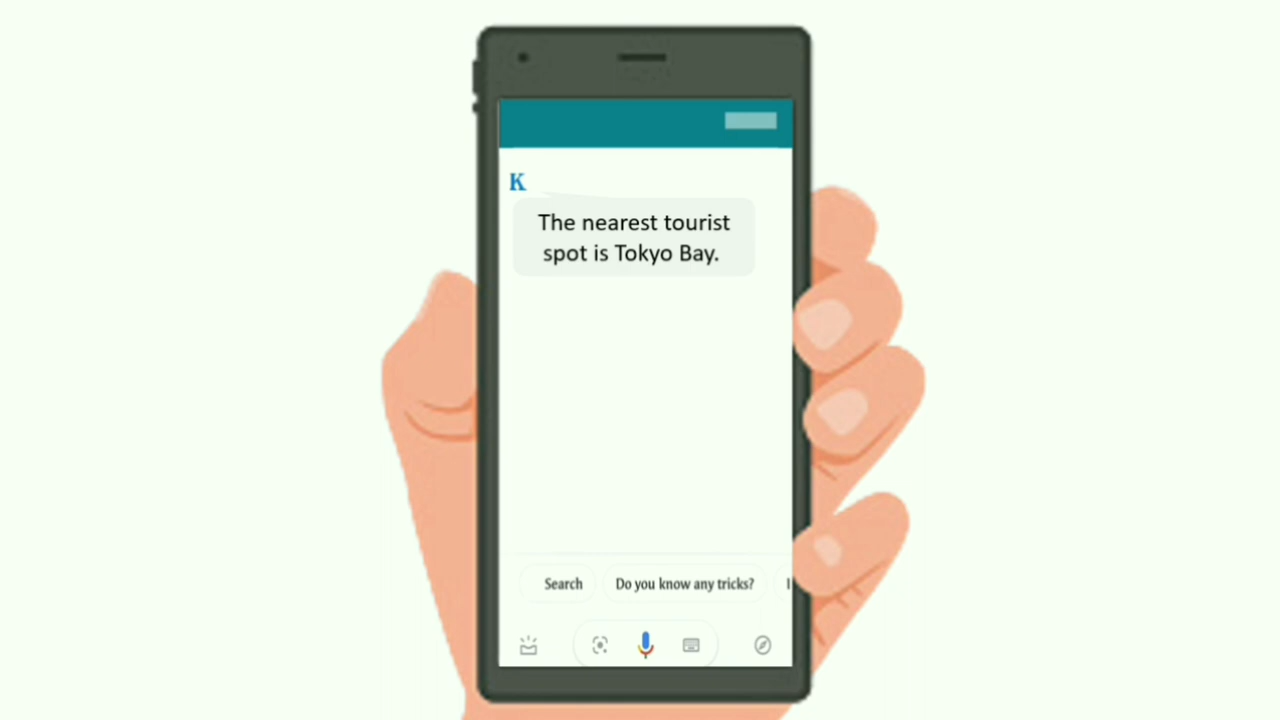 K
The nearest tourist
spot is Tokyo Bay.
Search
Do you know any tricks?